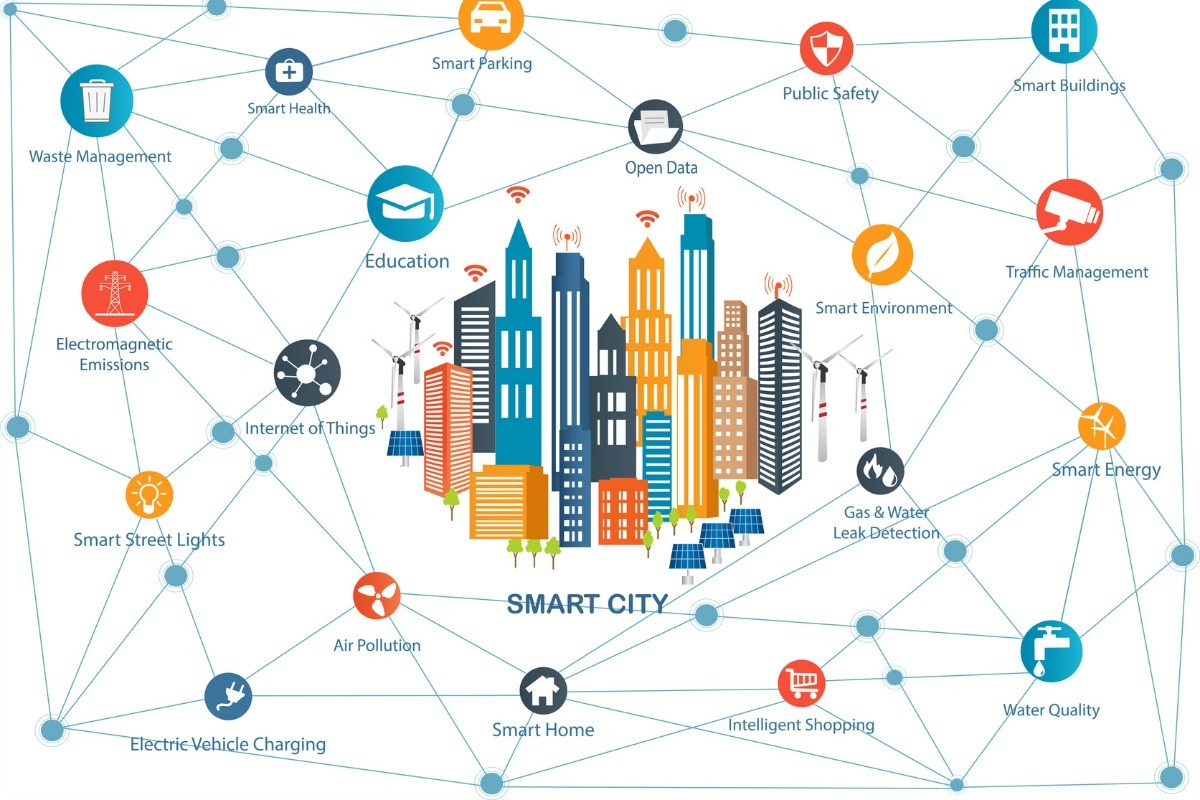 Smart Parking
Public Safety
Smart Buildings
Smart Health
Waste Management
Open Data
Education
Traffic Management
Smart Environment
Electromagnetic
Emissions
Internet of Things
Smart Energy
Gas & Water
Leak Detection
Smart Street Lights
SMART CITY
Air Pollution
Water Quality
Intelligent Shopping
Smart Home
Electric Vehicle Charging